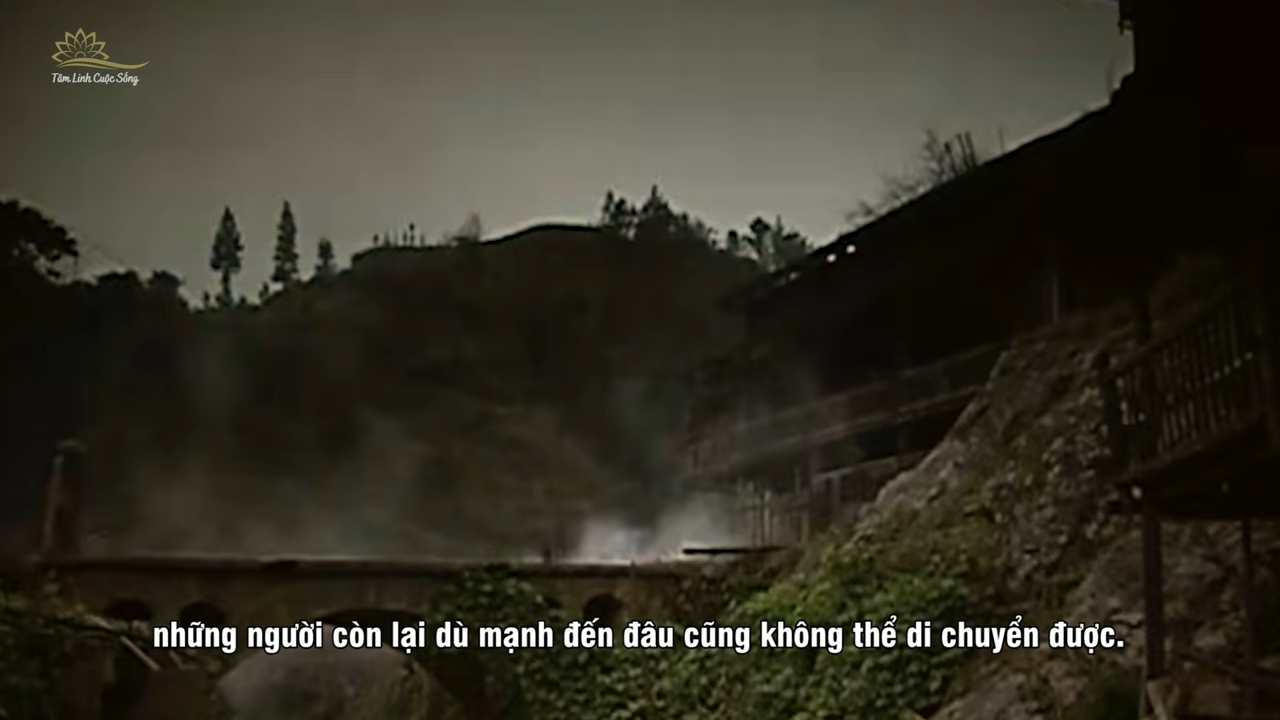 Tâm Linh Cuộc Sống
những người còn lại dù mạnh đến đâu cũng không thể di chuyển được.